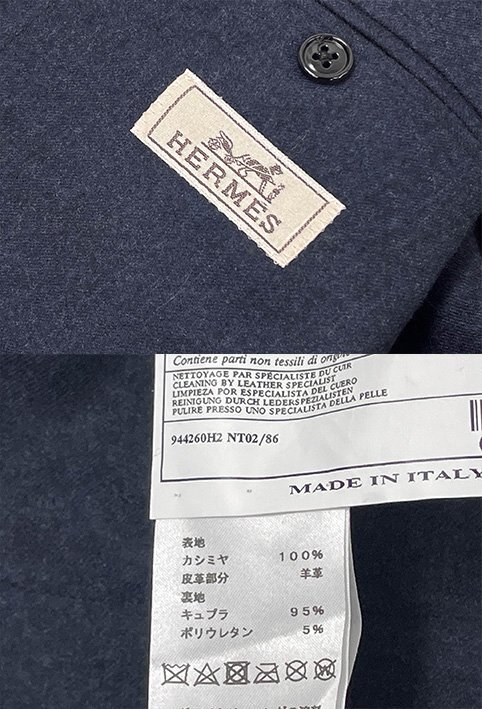 HERMES
Contiene parti non tessili di origine
NETTOYAGE PAR SPÉCIALISTE DU CUIR
CLEANING BY LEATHER SPECIALIST
LIMPIEZA POR ESPECIALISTA DEL CUERO
REINIGUNG DURCH LEDERSPEZIALISTEN
PULIRE PRESSO UNO SPECIALISTA DELLA PELLE
944260H2 NT02/86
MADE IN ITALY
表地
カシミヤ 100%
皮革部分 羊革
裏地
キュプラ 95%
ポリウレタン 5%